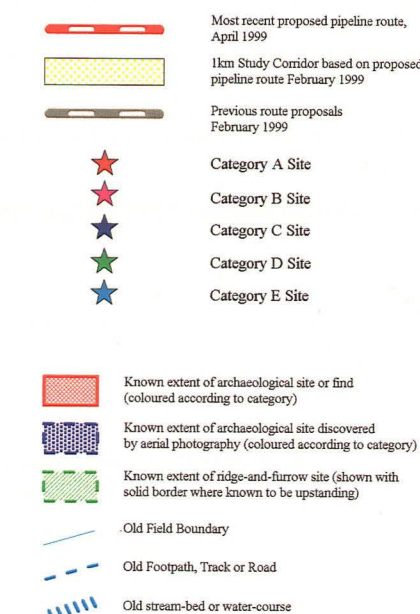 Most recent proposed pipeline route,
April 1999
1km Study Corridor based on proposed
pipeline route February 1999
Previous route proposals
February 1999
Category A Site
Category B Site
Category C Site
Category D Site
Category E Site
Known extent of archaeological site or find
(coloured according to category)
Known extent of archaeological site discovered
by aerial photography (coloured according to category)
Known extent of ridge-and-furrow site (shown with
solid border where known to be upstanding)
Old Field Boundary
Old Footpath, Track or Road
Old stream-bed or water-course